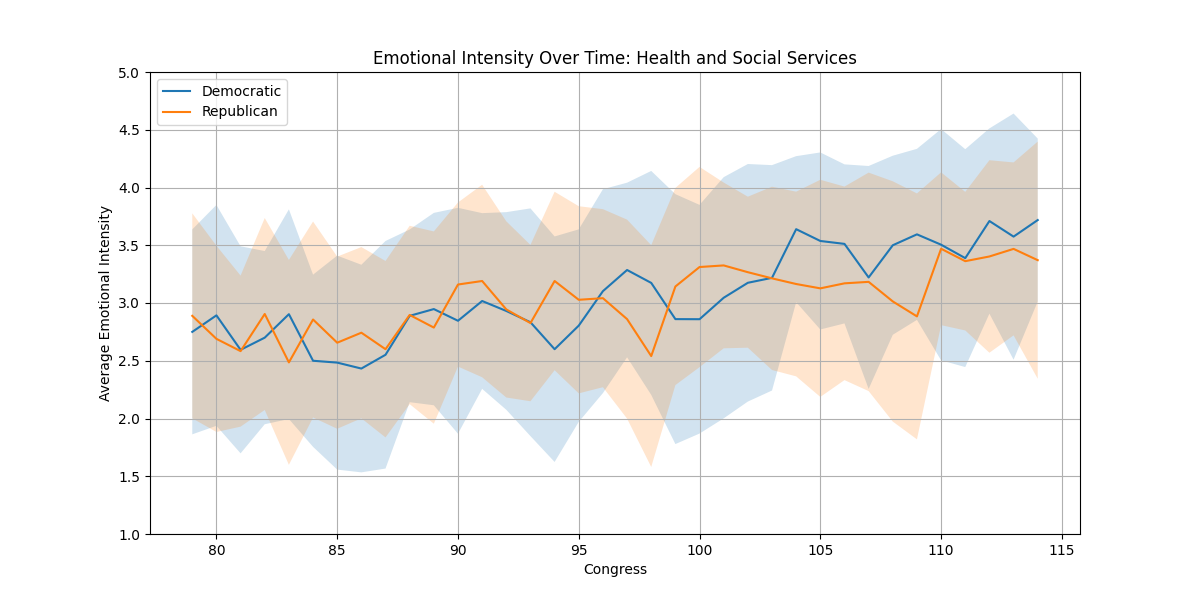 Emotional Intensity Over Time: Health and Social Services
Democratic
Republican
Average Emotional Intensity
5.0
4.5
4.0
3.5
3.0
2.5
2.0
1.5
1.0
80 85 90 95 100 105 110 115
Congress